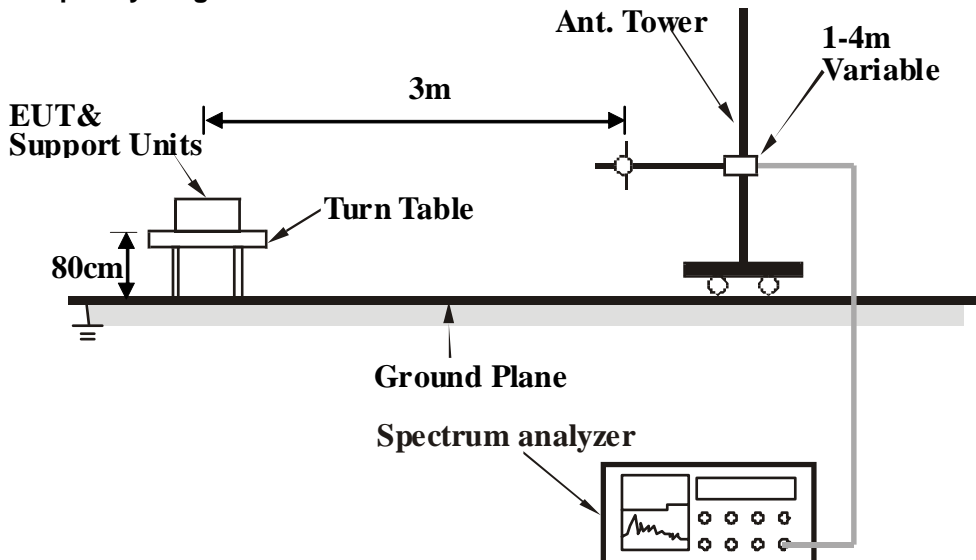 Ant. Tower
1-4m
Variable
3m
EUT&
Support Units
Turn Table
80cm
Ground Plane
Spectrum analyzer